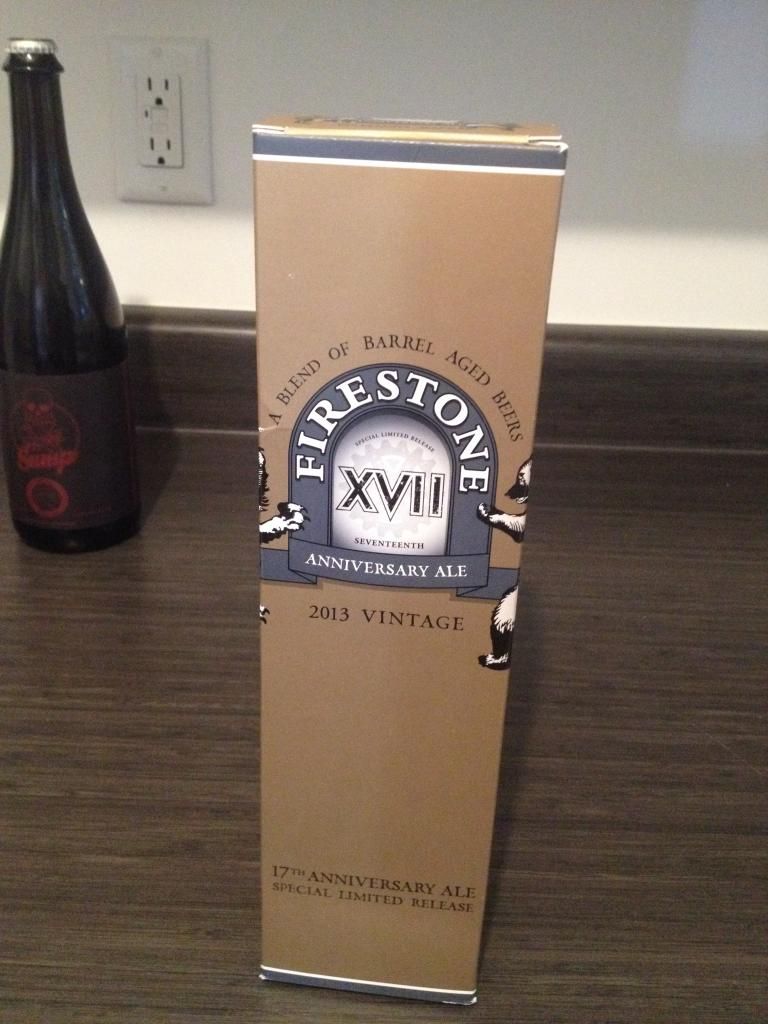 A BLEND OF BARREL AGED BEERS
FIRESTONE
SPECIAL LIMITED RELEASE
XVII
SEVENTEENTH
ANNIVERSARY ALE
2013 VINTAGE
17TH ANNIVERSARY ALE
SPECIAL LIMITED RELEASE